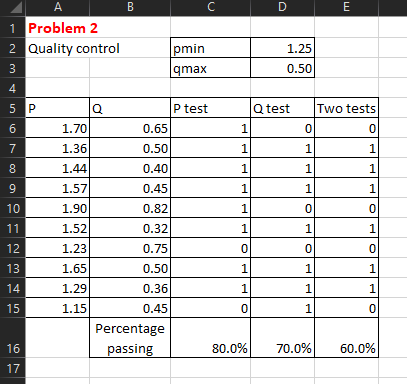 A B C D E
1 Problem 2
2 Quality control pmin 1.25
3 qmax 0.50
4
5 P Q P test Q test Two tests
6 1.70 0.65 1 0 0
7 1.36 0.50 1 1 1
8 1.44 0.40 1 1 1
9 1.57 0.45 1 1 1
10 1.90 0.82 1 0 0
11 1.52 0.32 1 1 1
12 1.23 0.75 0 0 0
13 1.65 0.50 1 1 1
14 1.29 0.36 1 1 1
15 1.15 0.45 0 1 0
Percentage
16 passing 80.0% 70.0% 60.0%
17